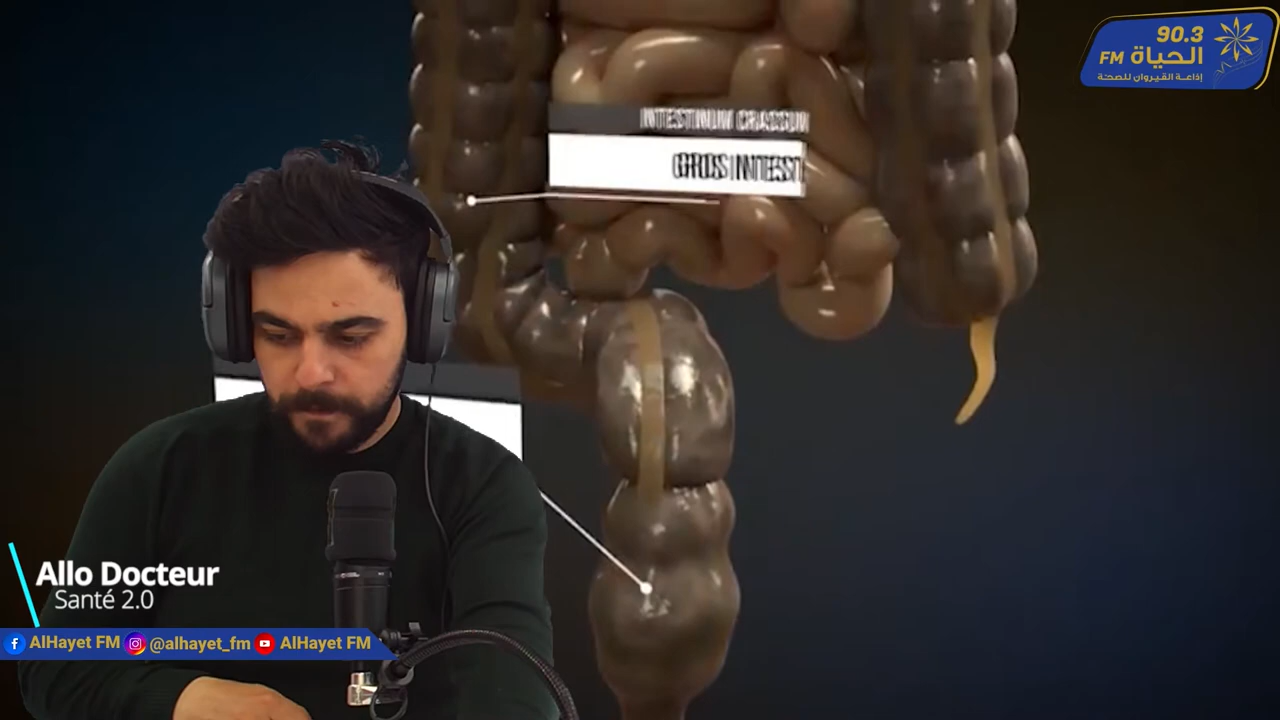 90.3
الحياة FM
إذاعة القيروان للصحة
INTESTINUM CRASSUM
GROS INTEST
Allo Docteur
Santé 2.0
AlHayet FM @alhayet_fm AlHayet FM